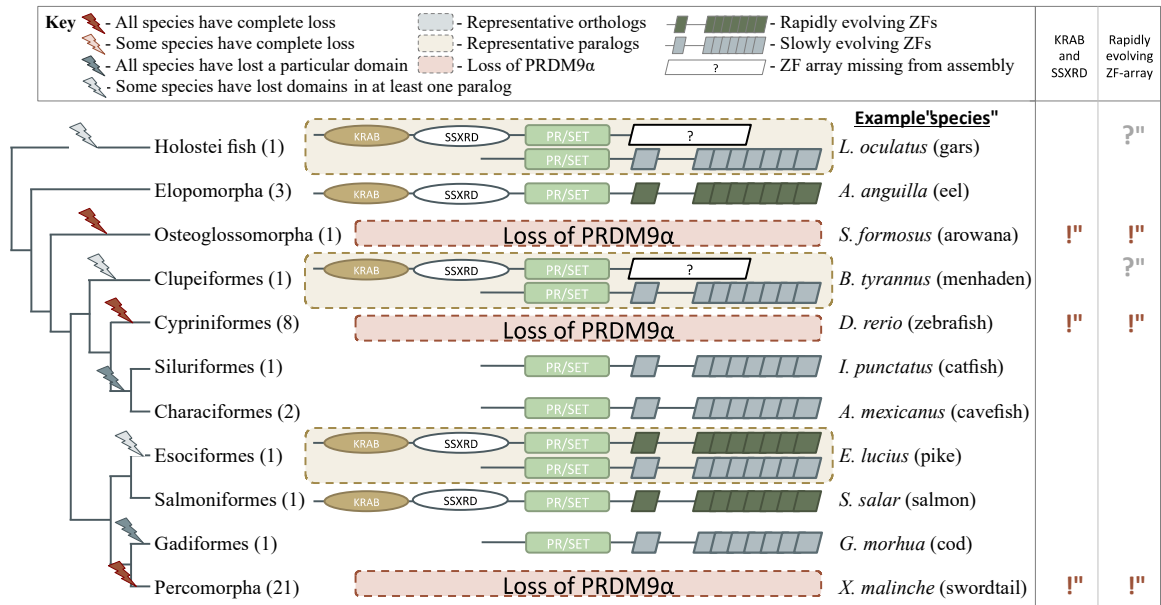 Key - All species have complete loss
- Some species have complete loss
- All species have lost a particular domain
- Some species have lost domains in at least one paralog
- Representative orthologs
- Representative paralogs
- Loss of PRDM9α
- Rapidly evolving ZFs
- Slowly evolving ZFs
? - ZF array missing from assembly
KRAB and SSXRD
Rapidly evolving ZF-array
Example"species"
Holostei fish (1) KRAB SSXRD PR/SET ? L. oculatus (gars) ?"
PR/SET
Elopomorpha (3) KRAB SSXRD PR/SET A. anguilla (eel)
Osteoglossomorpha (1) Loss of PRDM9α S. formosus (arowana) !" !"
Clupeiformes (1) KRAB SSXRD PR/SET ? B. tyrannus (menhaden) ?"
PR/SET
Cypriniformes (8) Loss of PRDM9α D. rerio (zebrafish) !" !"
Siluriformes (1) PR/SET I. punctatus (catfish)
Characiformes (2) PR/SET A. mexicanus (cavefish)
Esociformes (1) KRAB SSXRD PR/SET E. lucius (pike)
PR/SET
Salmoniformes (1) KRAB SSXRD PR/SET S. salar (salmon)
Gadiformes (1) PR/SET G. morhua (cod)
Percomorpha (21) Loss of PRDM9α X. malinche (swordtail) !" !"